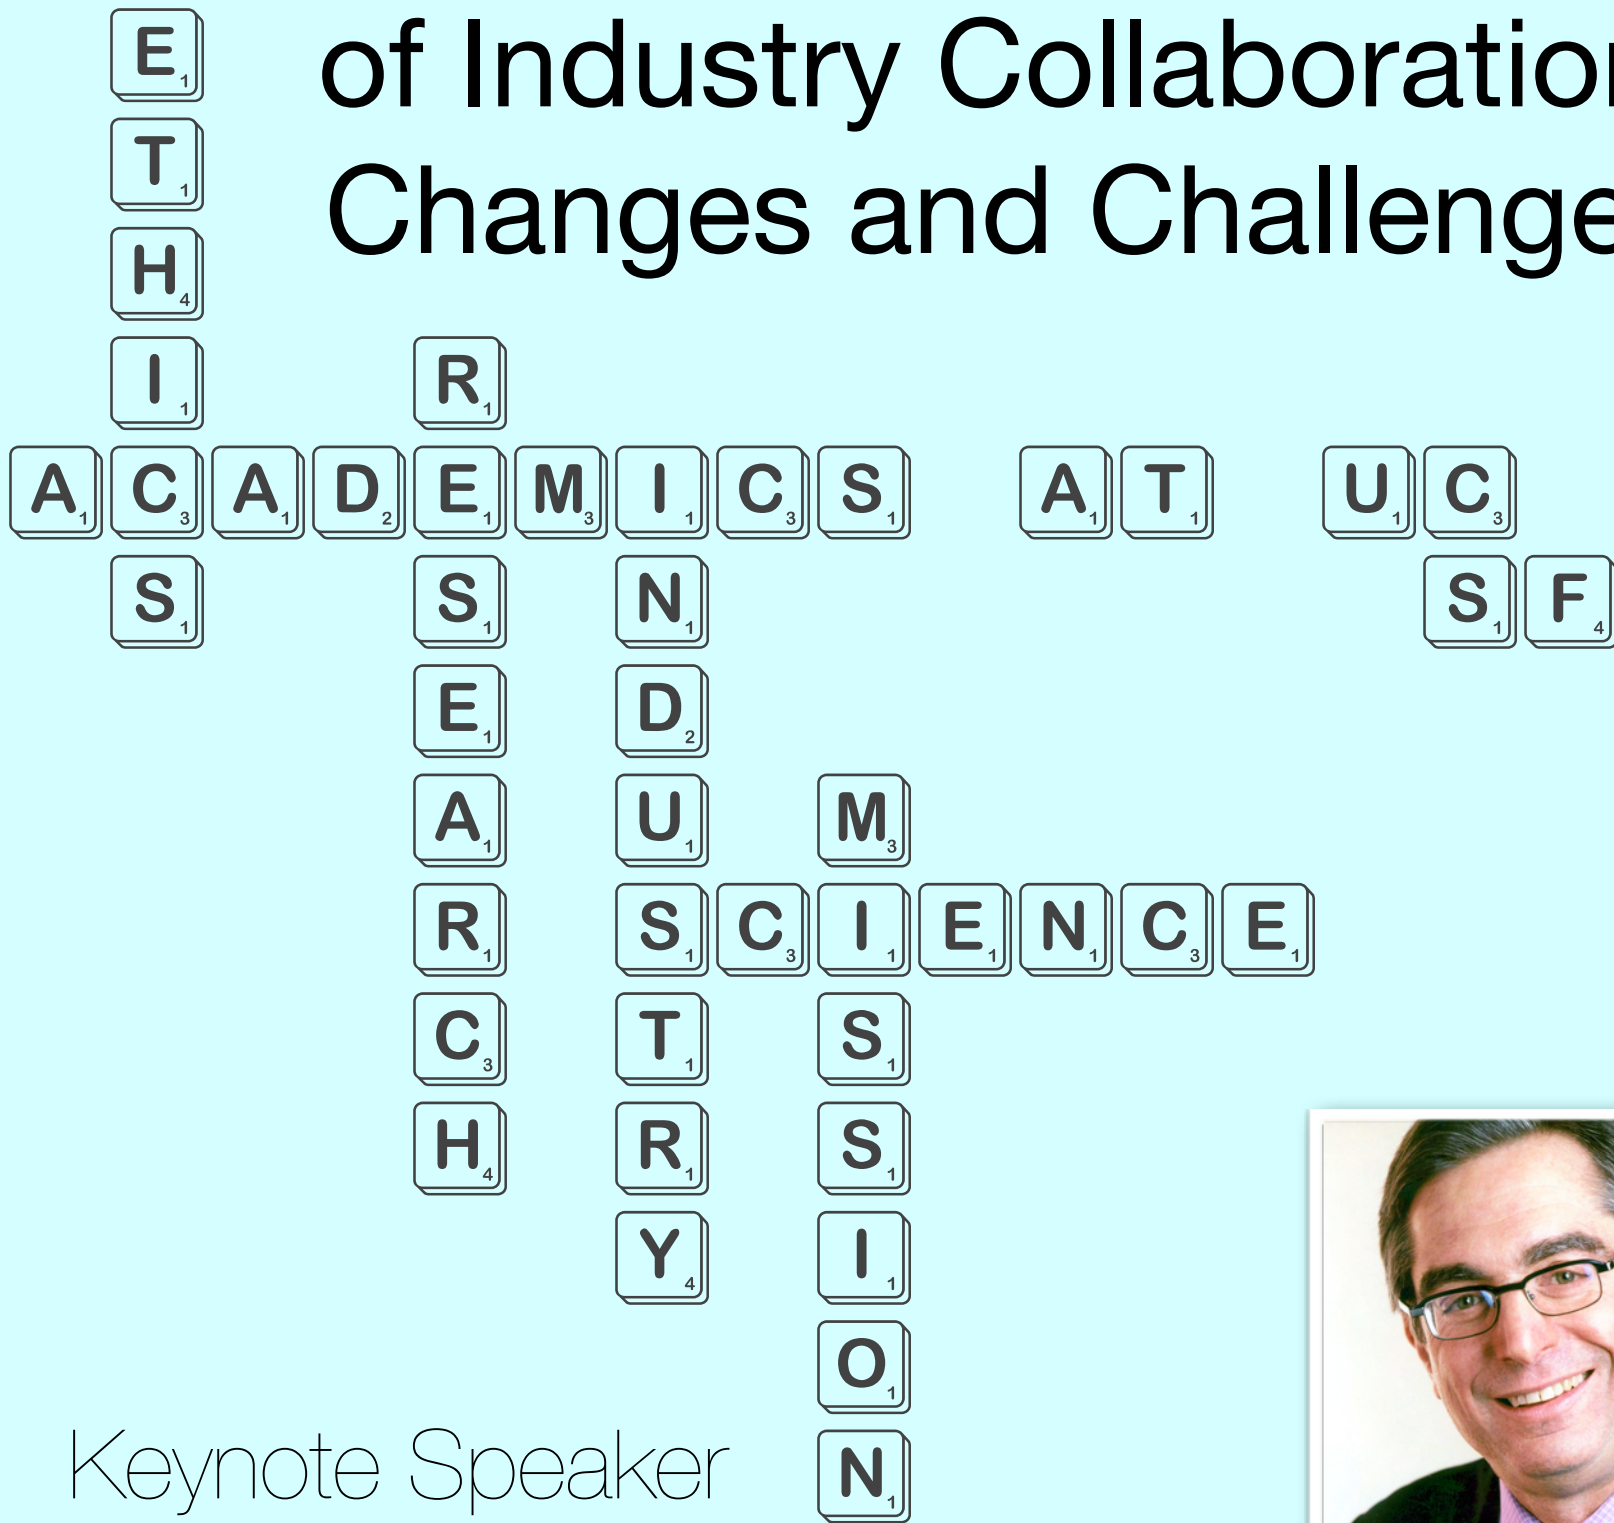 of Industry Collaboration
Changes and Challenge
ETHICS
RESEARCH
ACADEMICS AT UC
SF
INDUSTRY
MISSION
SCIENCE
Keynote Speaker